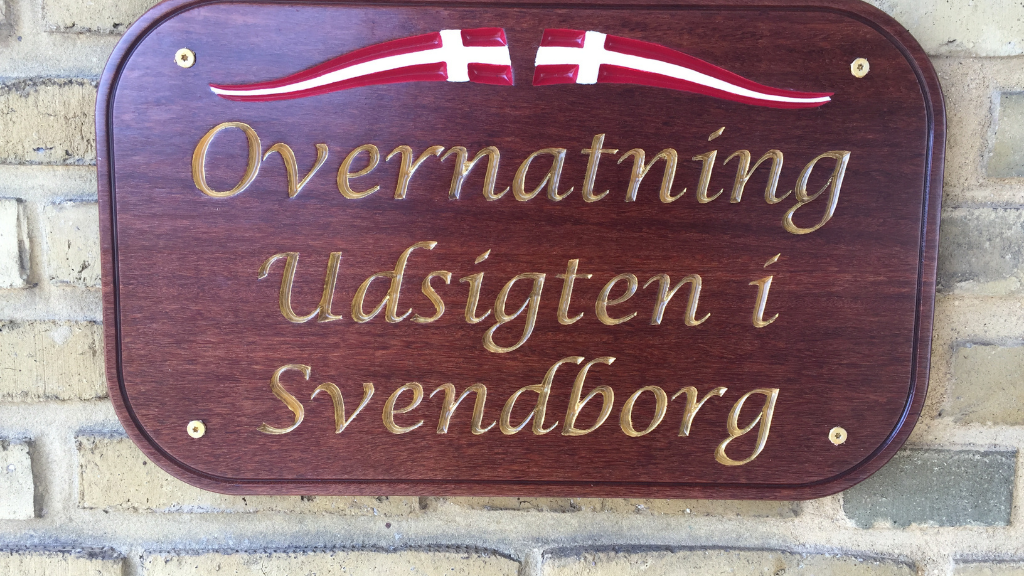 Overnatning
Udsigten i
Svendborg